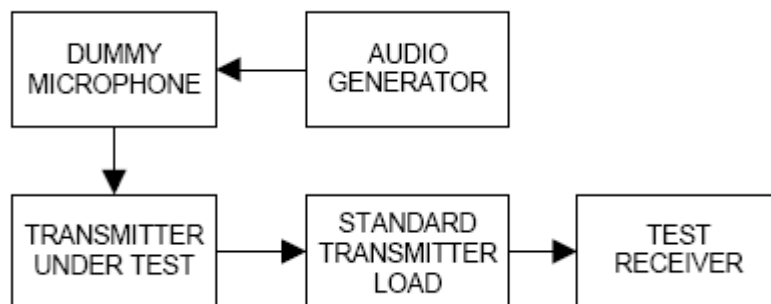 DUMMY
MICROPHONE
AUDIO
GENERATOR
TRANSMITTER
UNDER TEST
STANDARD
TRANSMITTER
LOAD
TEST
RECEIVER